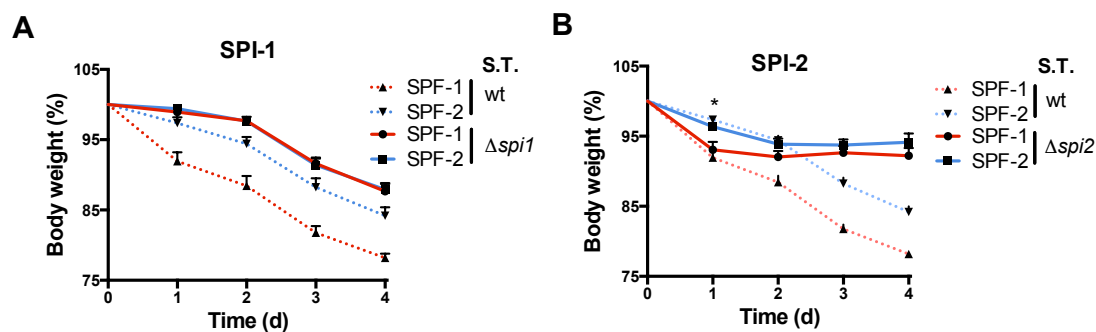 A
SPI-1
Body weight (%)
105
95
85
75
0
1
2
3
4
Time (d)
S.T.
SPF-1
SPF-2
wt
SPF-1
SPF-2
Δspi1
B
SPI-2
Body weight (%)
105
95
85
75
*
0
1
2
3
4
Time (d)
S.T.
SPF-1
SPF-2
wt
SPF-1
SPF-2
Δspi2